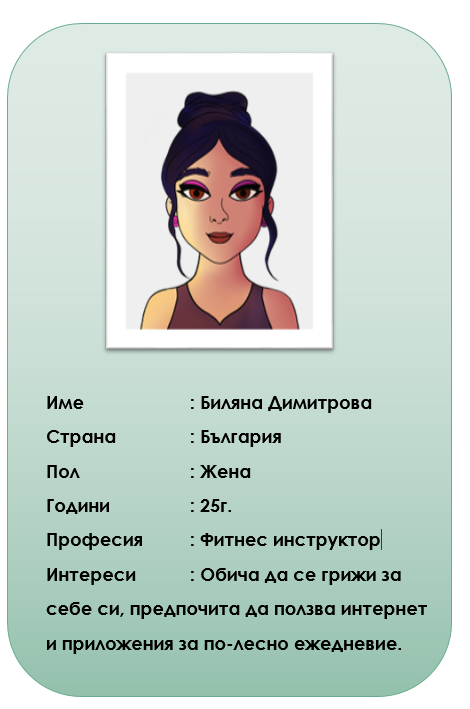 Име : Биляна Димитрова
Страна : България
Пол : Жена
Години : 25г.
Професия : Фитнес инструктор
Интереси : Обича да се грижи за
себе си, предпочита да ползва интернет
и приложения за по-лесно ежедневие.